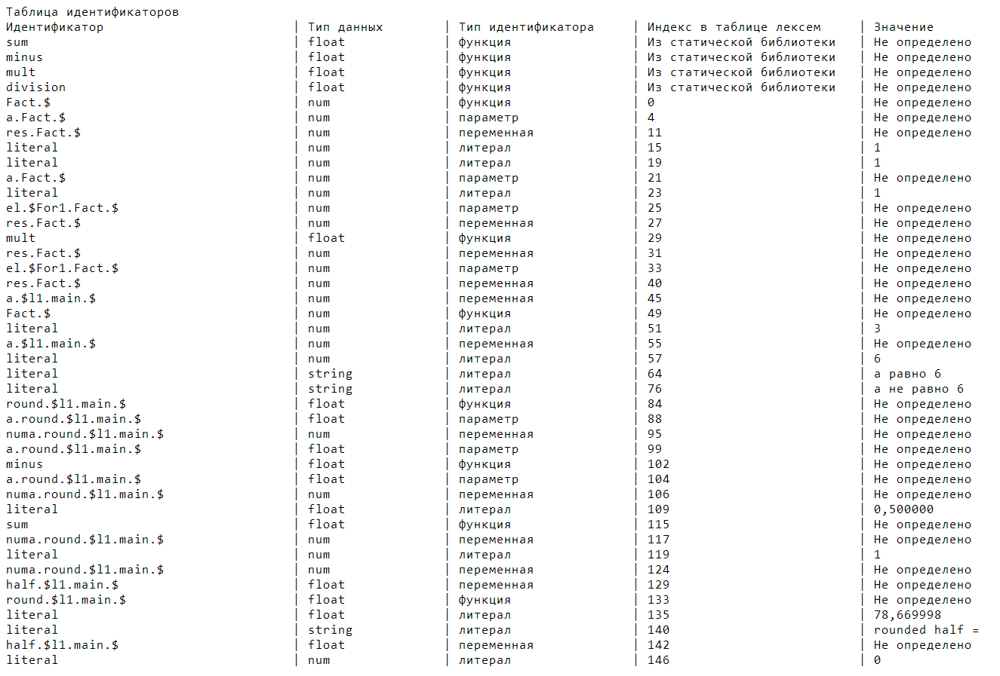 Таблица идентификаторов
Идентификатор | Тип данных | Тип идентификатора | Индекс в таблице лексем | Значение
sum | float | функция | Из статической библиотеки | Не определено
minus | float | функция | Из статической библиотеки | Не определено
mult | float | функция | Из статической библиотеки | Не определено
division | float | функция | Из статической библиотеки | Не определено
Fact.$ | num | функция | 0 | Не определено
a.Fact.$ | num | параметр | 4 | Не определено
res.Fact.$ | num | переменная | 11 | Не определено
literal | num | литерал | 15 | 1
literal | num | литерал | 19 | 1
a.Fact.$ | num | параметр | 21 | Не определено
literal | num | литерал | 23 | 1
el.$For1.Fact.$ | num | параметр | 25 | Не определено
res.Fact.$ | num | переменная | 27 | Не определено
mult | float | функция | 29 | Не определено
res.Fact.$ | num | переменная | 31 | Не определено
el.$For1.Fact.$ | num | параметр | 33 | Не определено
res.Fact.$ | num | переменная | 40 | Не определено
a.$l1.main.$ | num | переменная | 45 | Не определено
Fact.$ | num | функция | 49 | Не определено
literal | num | литерал | 51 | 3
a.$l1.main.$ | num | переменная | 55 | Не определено
literal | num | литерал | 57 | 6
literal | string | литерал | 64 | а равно 6
literal | string | литерал | 76 | а не равно 6
round.$l1.main.$ | float | функция | 84 | Не определено
a.round.$l1.main.$ | float | параметр | 88 | Не определено
numa.round.$l1.main.$ | num | переменная | 95 | Не определено
a.round.$l1.main.$ | float | параметр | 99 | Не определено
minus | float | функция | 102 | Не определено
a.round.$l1.main.$ | float | параметр | 104 | Не определено
numa.round.$l1.main.$ | num | переменная | 106 | Не определено
literal | float | литерал | 109 | 0,500000
sum | float | функция | 115 | Не определено
numa.round.$l1.main.$ | num | переменная | 117 | Не определено
literal | num | литерал | 119 | 1
numa.round.$l1.main.$ | num | переменная | 124 | Не определено
half.$l1.main.$ | float | переменная | 129 | Не определено
round.$l1.main.$ | float | функция | 133 | Не определено
literal | float | литерал | 135 | 78,669998
literal | string | литерал | 140 | rounded half =
half.$l1.main.$ | float | переменная | 142 | Не определено
literal | num | литерал | 146 | 0